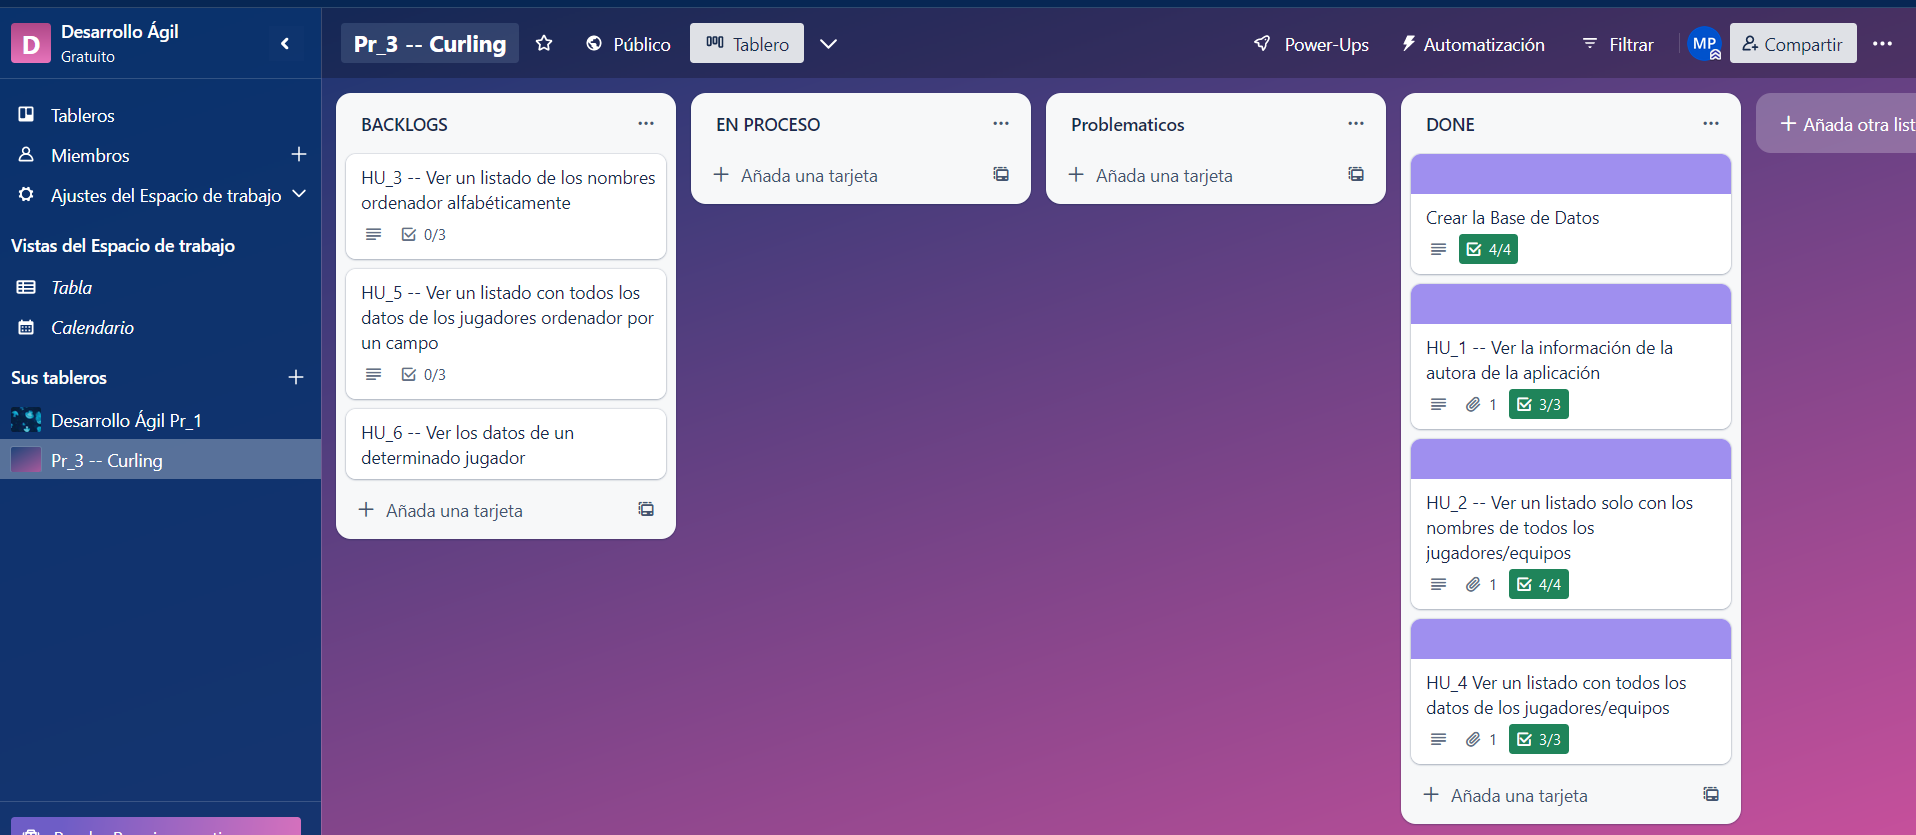 D
Desarrollo Ágil
Gratuito
Tableros
Miembros
Ajustes del Espacio de trabajo
Vistas del Espacio de trabajo
Tabla
Calendario
Sus tableros
Desarrollo Ágil Pr_1
Pr_3 -- Curling
Pr_3 -- Curling
Público
Tablero
Power-Ups
Automatización
Filtrar
MP
Compartir
BACKLOGS
HU_3 -- Ver un listado de los nombres
ordenador alfabéticamente
0/3
HU_5 -- Ver un listado con todos los
datos de los jugadores ordenador por
un campo
0/3
HU_6 -- Ver los datos de un
determinado jugador
Añada una tarjeta
EN PROCESO
Añada una tarjeta
Problematicos
Añada una tarjeta
DONE
Crear la Base de Datos
4/4
HU_1 -- Ver la información de la
autora de la aplicación
1 3/3
HU_2 -- Ver un listado solo con los
nombres de todos los
jugadores/equipos
1 4/4
HU_4 Ver un listado con todos los
datos de los jugadores/equipos
1 3/3
Añada una tarjeta
Añada otra list